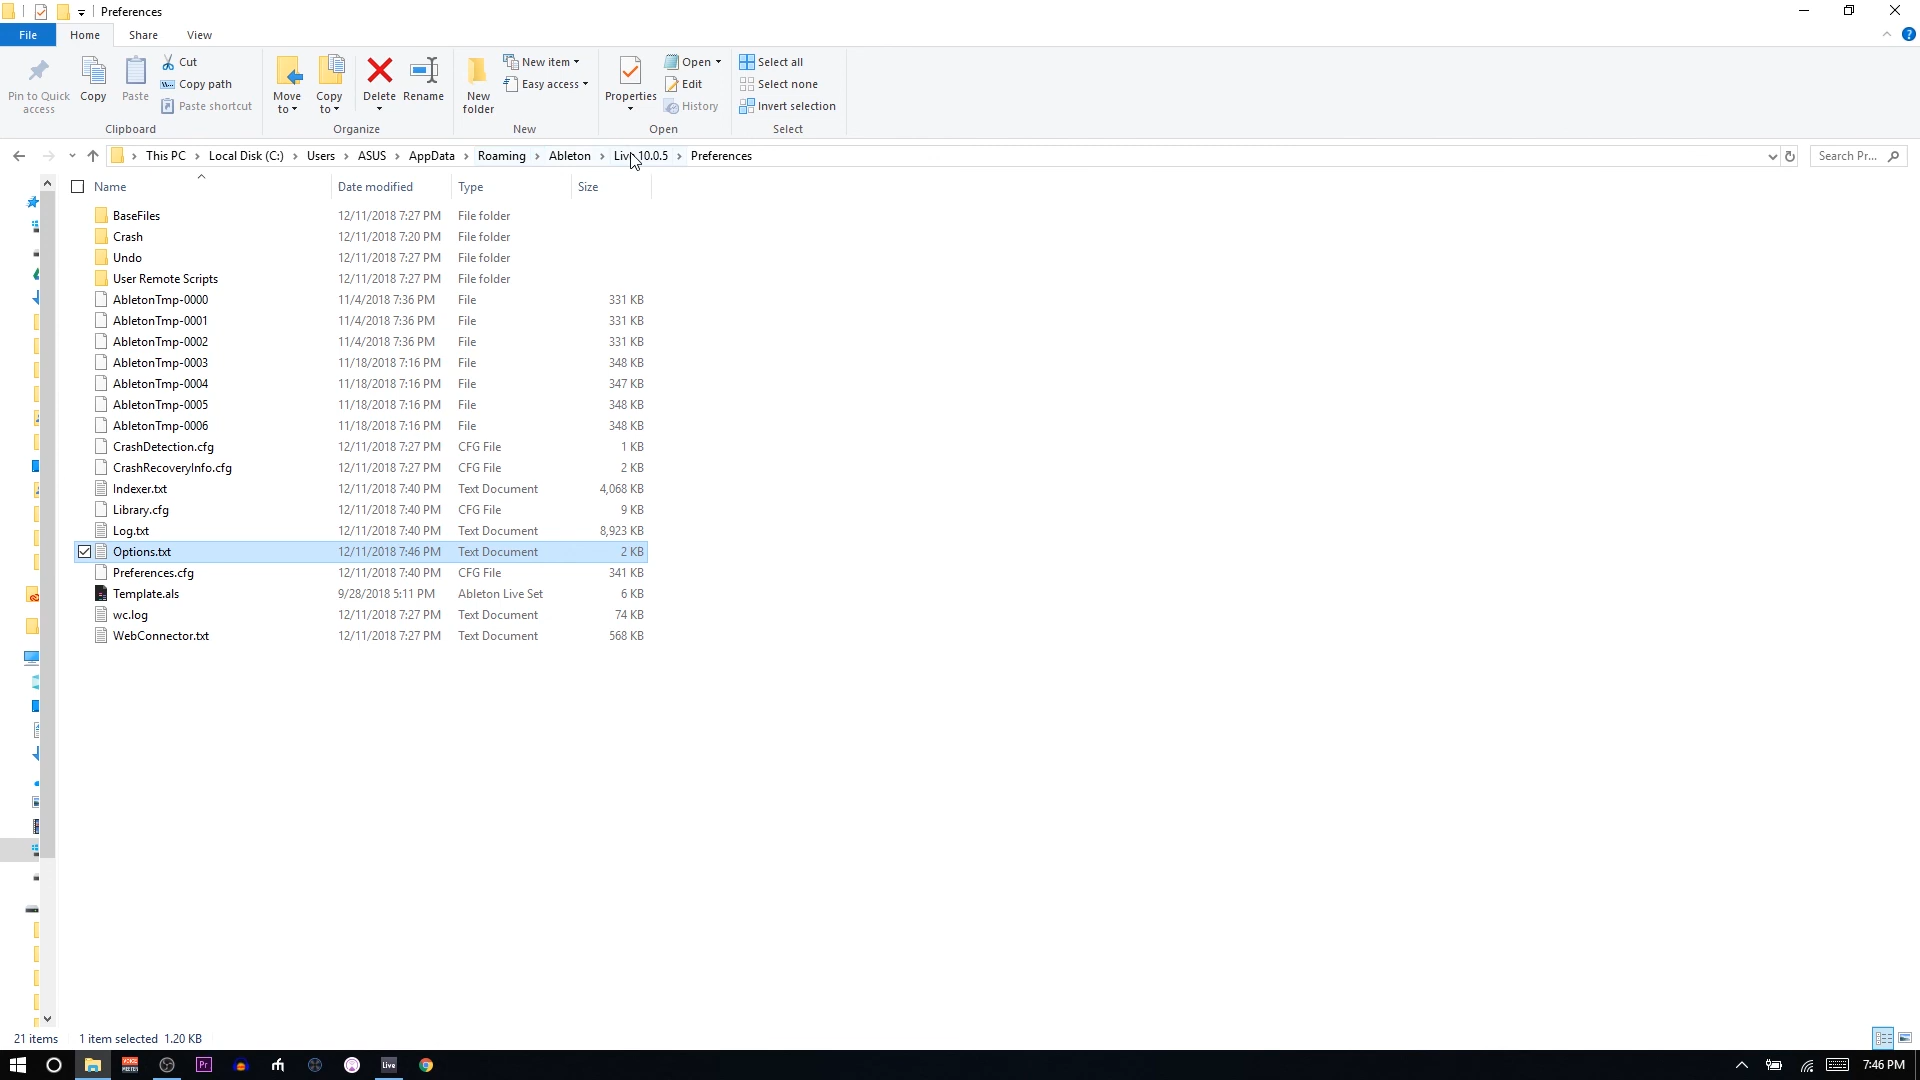 Preferences
File Home Share View
Pin to Quick access
Copy
Paste
Cut
Copy path
Paste shortcut
Clipboard
Move to
Copy to
Delete
Rename
Organize
New folder
New item
Easy access
New
Properties
Open
Edit
History
Open
Select all
Select none
Invert selection
Select
This PC Local Disk (C:) Users ASUS AppData Roaming Ableton Live 10.0.5 Preferences
Search Pr...
Name Date modified Type Size
BaseFiles 12/11/2018 7:27 PM File folder
Crash 12/11/2018 7:20 PM File folder
Undo 12/11/2018 7:27 PM File folder
User Remote Scripts 12/11/2018 7:27 PM File folder
AbletonTmp-0000 11/4/2018 7:36 PM File 331 KB
AbletonTmp-0001 11/4/2018 7:36 PM File 331 KB
AbletonTmp-0002 11/4/2018 7:36 PM File 331 KB
AbletonTmp-0003 11/18/2018 7:16 PM File 348 KB
AbletonTmp-0004 11/18/2018 7:16 PM File 347 KB
AbletonTmp-0005 11/18/2018 7:16 PM File 348 KB
AbletonTmp-0006 11/18/2018 7:16 PM File 348 KB
CrashDetection.cfg 12/11/2018 7:27 PM CFG File 1 KB
CrashRecoveryInfo.cfg 12/11/2018 7:27 PM CFG File 2 KB
Indexer.txt 12/11/2018 7:40 PM Text Document 4,068 KB
Library.cfg 12/11/2018 7:40 PM CFG File 9 KB
Log.txt 12/11/2018 7:40 PM Text Document 8,923 KB
Options.txt 12/11/2018 7:46 PM Text Document 2 KB
Preferences.cfg 12/11/2018 7:40 PM CFG File 341 KB
Template.als 9/28/2018 5:11 PM Ableton Live Set 6 KB
wc.log 12/11/2018 7:27 PM Text Document 74 KB
WebConnector.txt 12/11/2018 7:27 PM Text Document 568 KB
21 items 1 item selected 1.20 KB
Pr
Live
7:46 PM